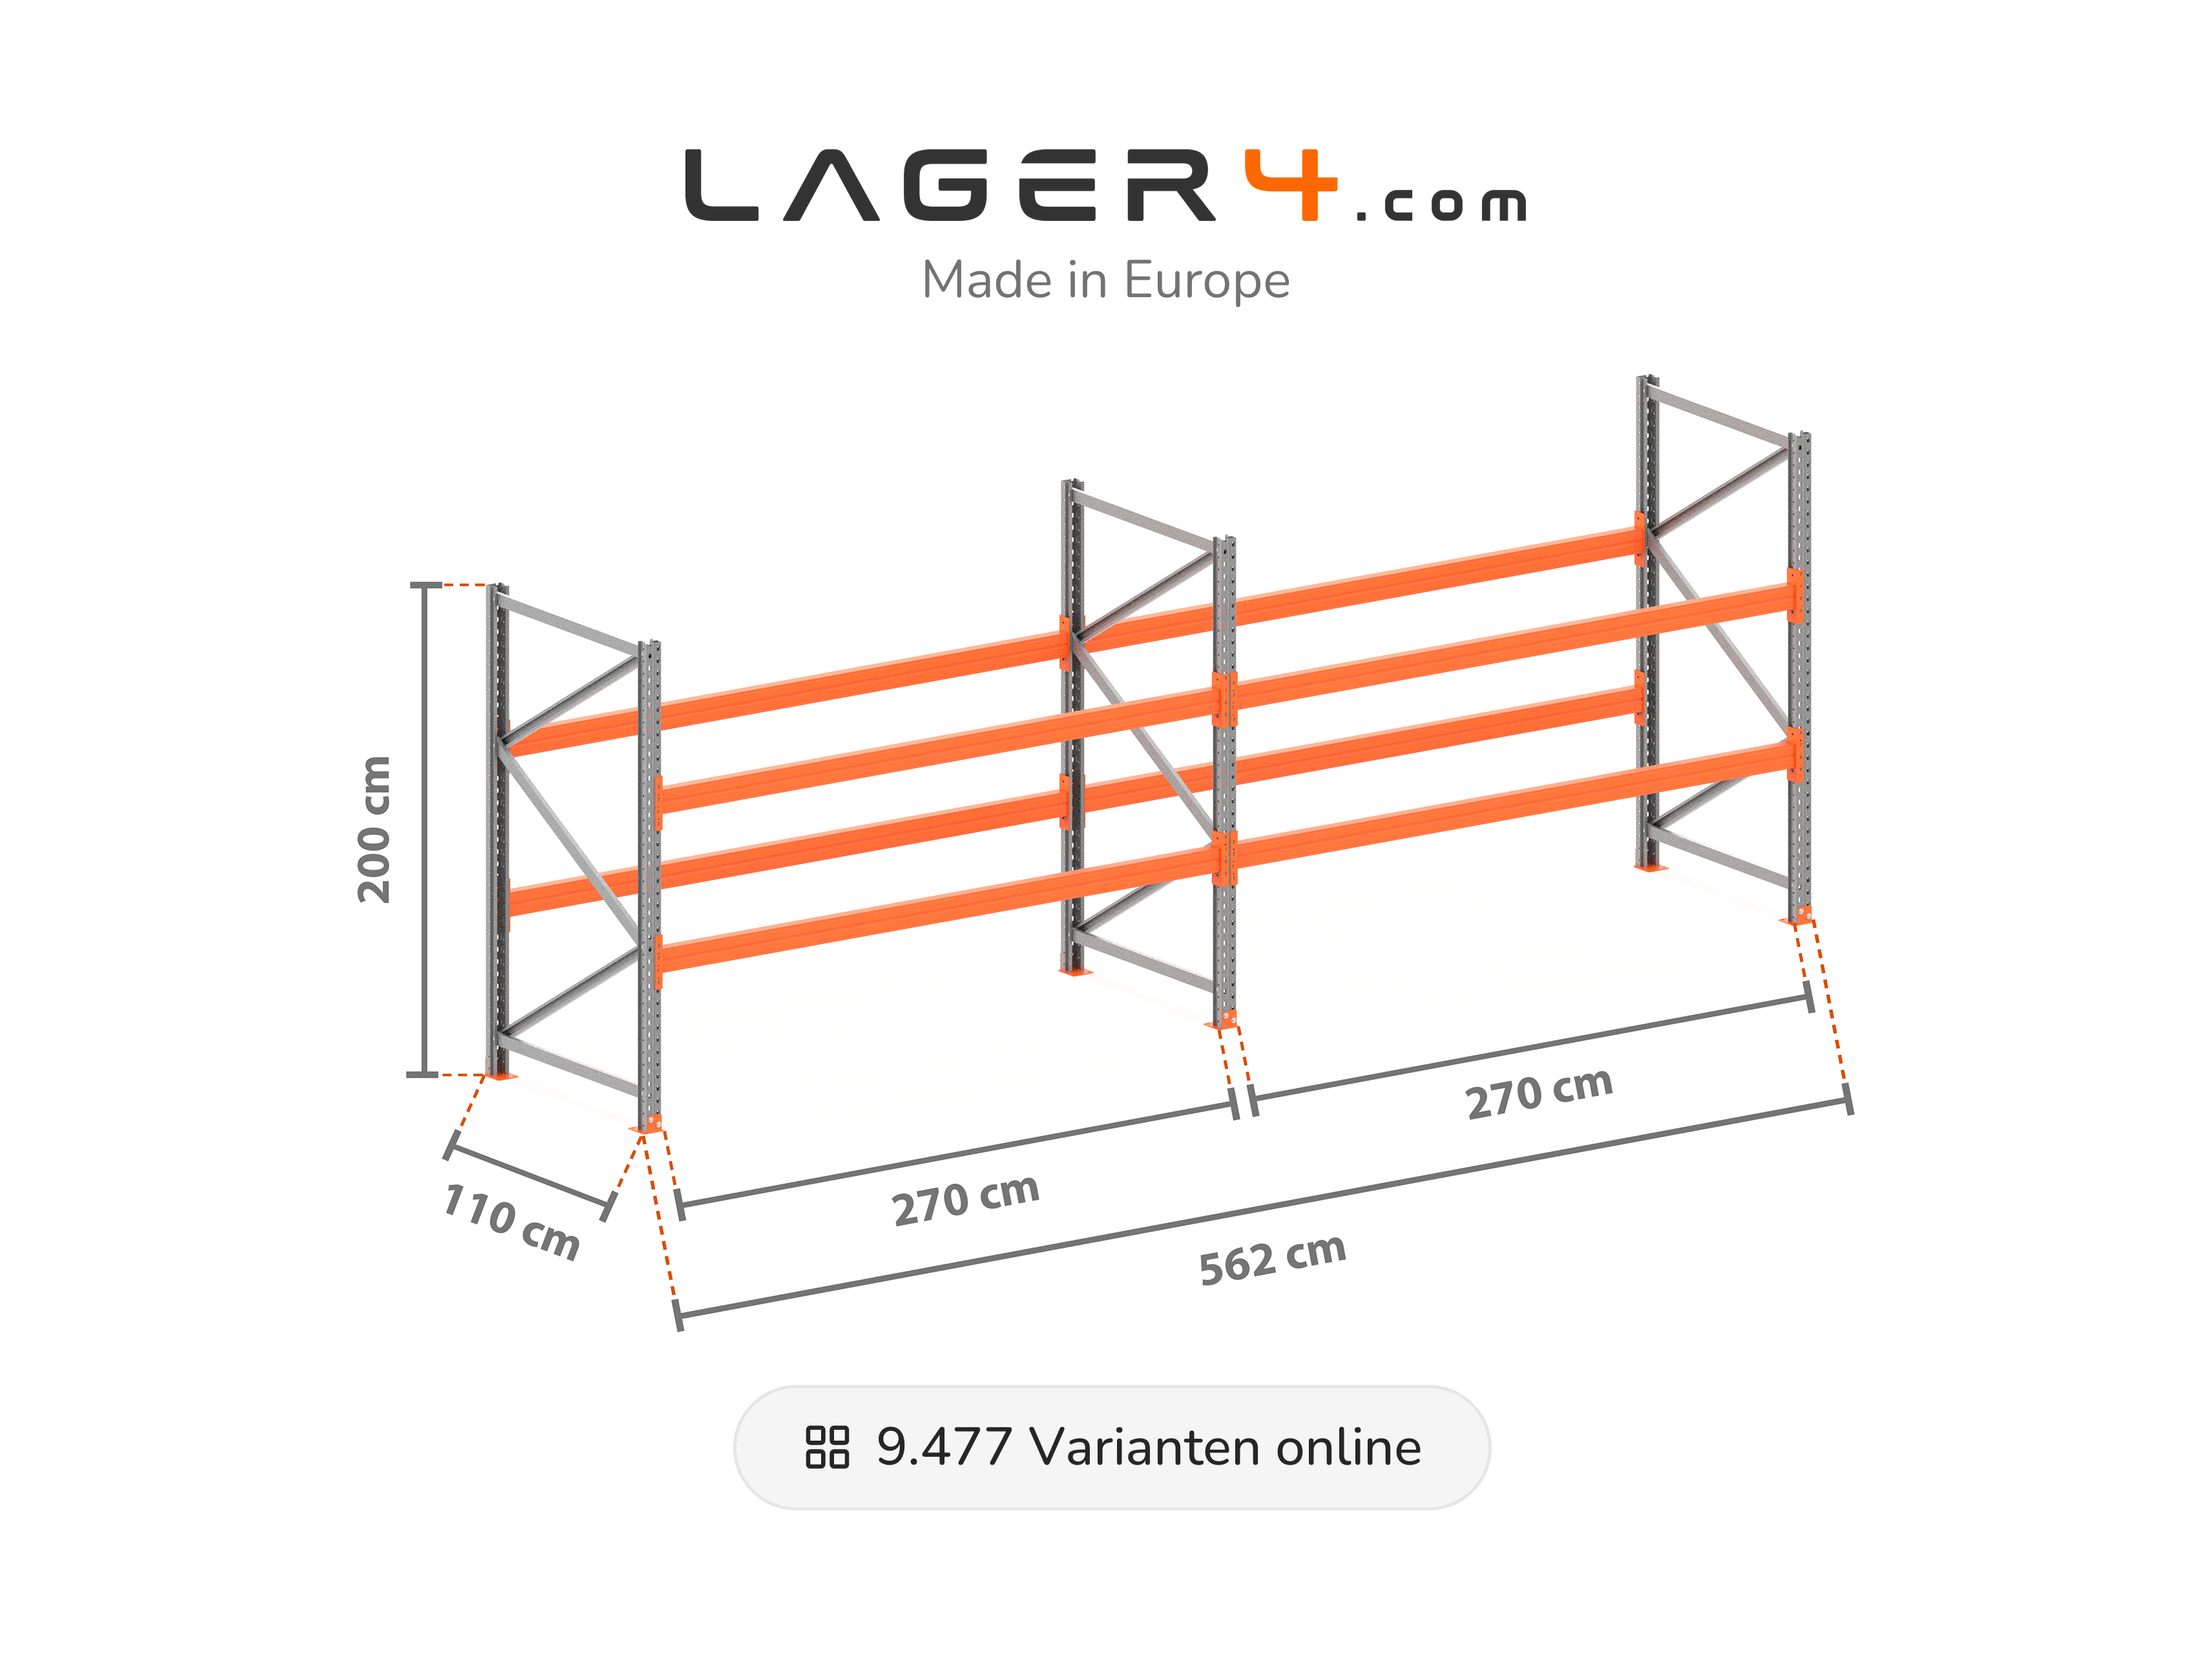 LAGER4.com
Made in Europe
200 cm
110 cm
270 cm
270 cm
562 cm
9.477 Varianten online